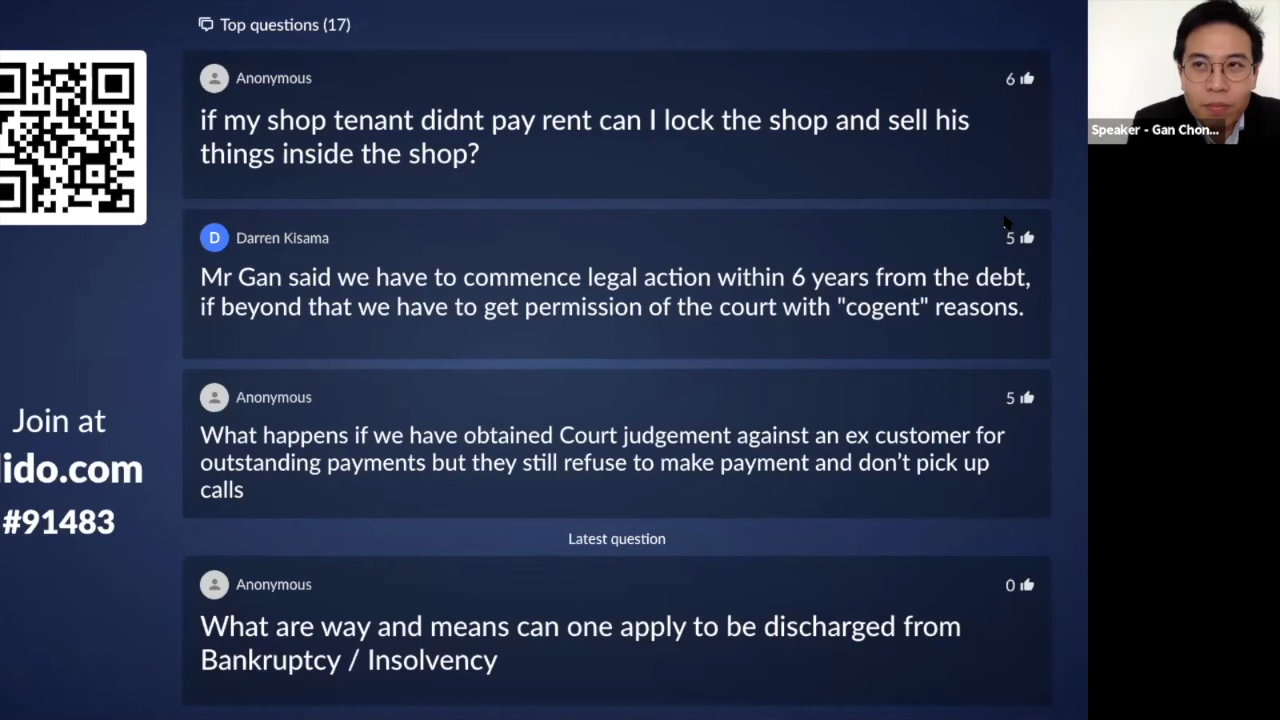 Top questions (17)
Anonymous
6
if my shop tenant didnt pay rent can I lock the shop and sell his
things inside the shop?
D
Darren Kisama
5
Mr Gan said we have to commence legal action within 6 years from the debt,
if beyond that we have to get permission of the court with "cogent" reasons.
Anonymous
5
What happens if we have obtained Court judgement against an ex customer for
outstanding payments but they still refuse to make payment and don’t pick up
calls
Latest question
Anonymous
0
What are way and means can one apply to be discharged from
Bankruptcy / Insolvency
Join at
lido.com
#91483
Speaker - Gan Chon...